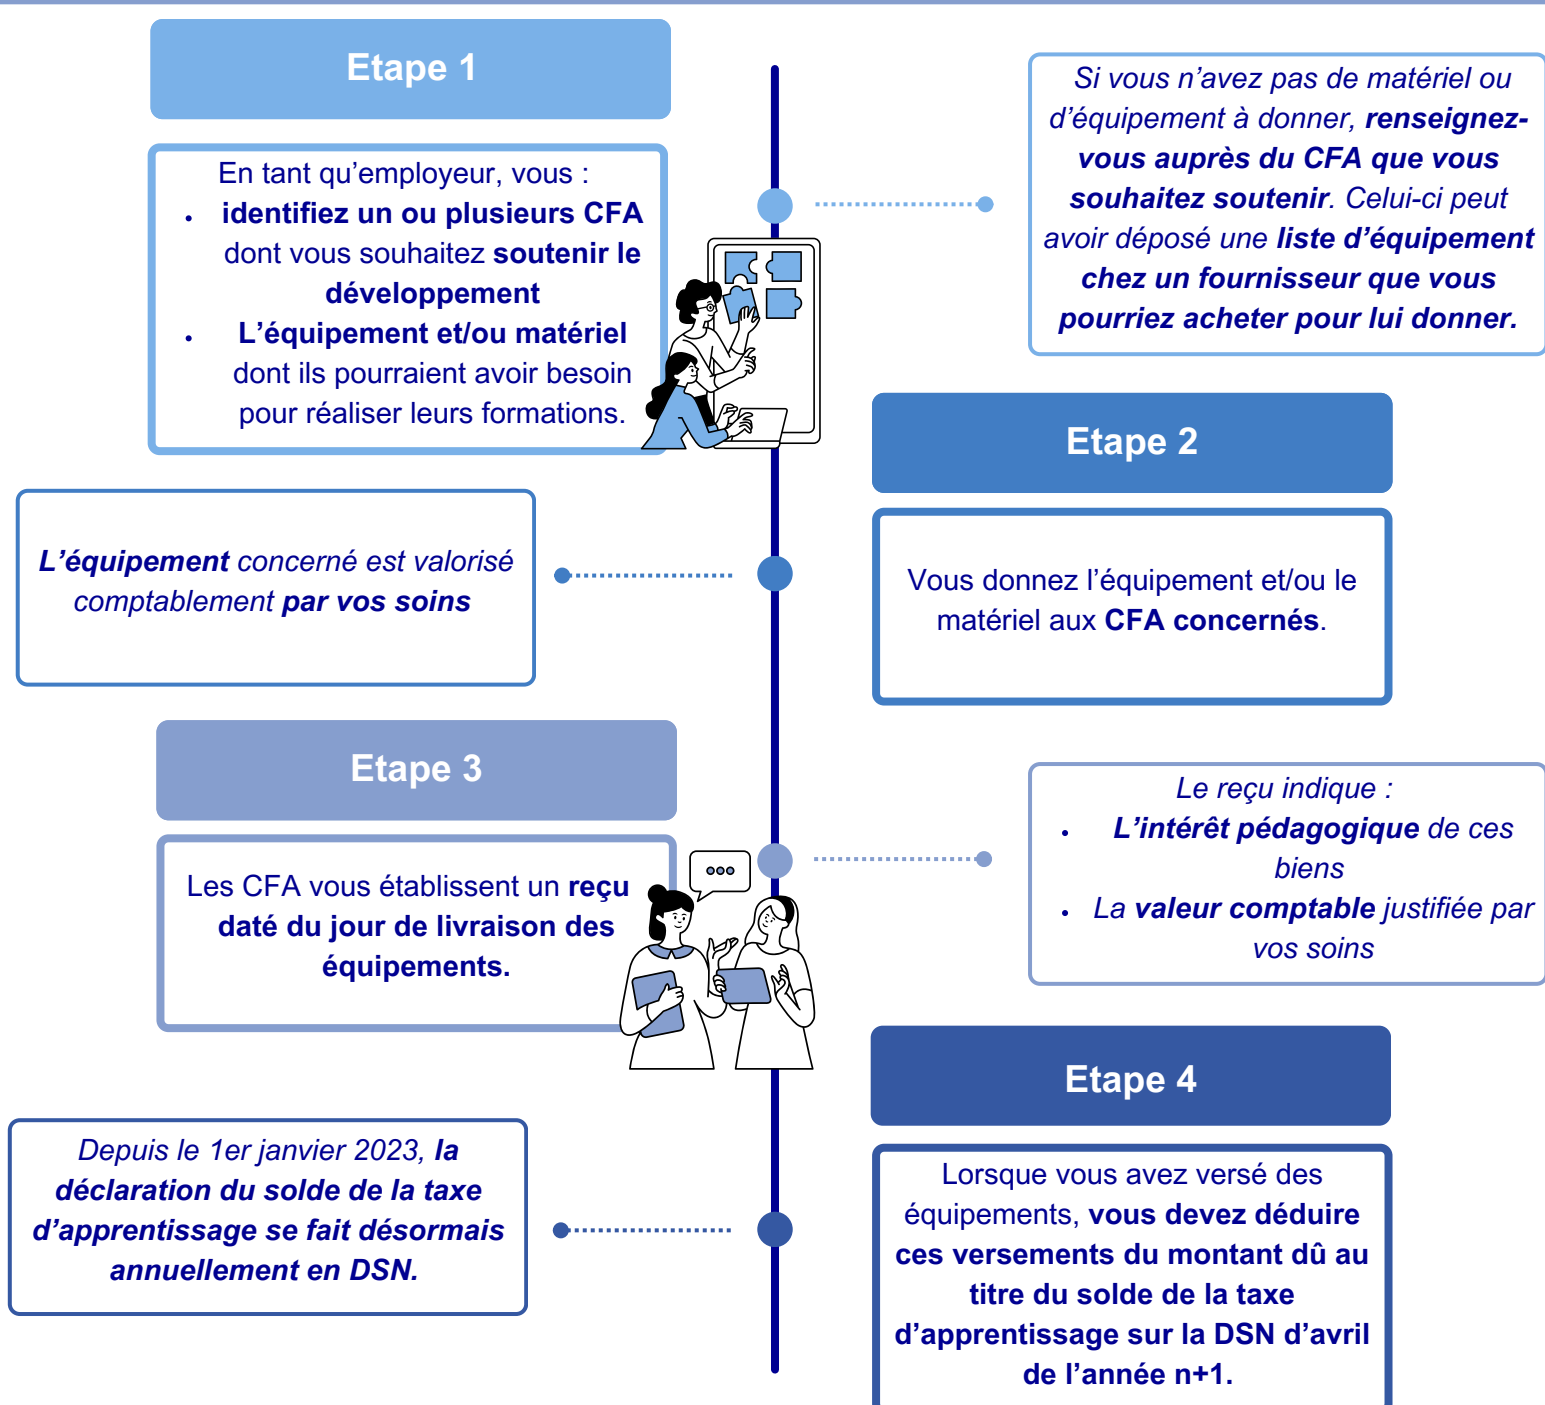 Etape 1
En tant qu’employeur, vous :
• identifiez un ou plusieurs CFA
dont vous souhaitez soutenir le
développement
• L’équipement et/ou matériel
dont ils pourraient avoir besoin
pour réaliser leurs formations.
Si vous n’avez pas de matériel ou
d’équipement à donner, renseignez-
vous auprès du CFA que vous
souhaitez soutenir. Celui-ci peut
avoir déposé une liste d’équipement
chez un fournisseur que vous
pourriez acheter pour lui donner.
Etape 2
Vous donnez l’équipement et/ou le
matériel aux CFA concernés.
L’équipement concerné est valorisé
comptablement par vos soins
Etape 3
Les CFA vous établissent un reçu
daté du jour de livraison des
équipements.
Le reçu indique :
• L’intérêt pédagogique de ces
biens
• La valeur comptable justifiée par
vos soins
Etape 4
Lorsque vous avez versé des
équipements, vous devez déduire
ces versements du montant dû au
titre du solde de la taxe
d’apprentissage sur la DSN d’avril
de l’année n+1.
Depuis le 1er janvier 2023, la
déclaration du solde de la taxe
d’apprentissage se fait désormais
annuellement en DSN.